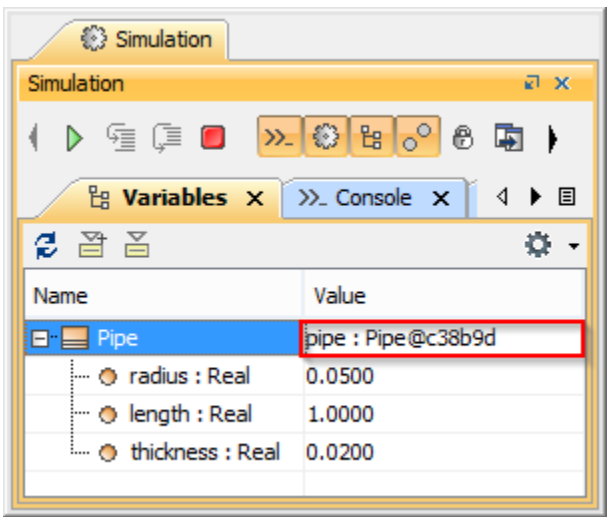 Simulation
Simulation
Variables Console
Name Value
Pipe pipe : Pipe@c38b9d
radius : Real 0.0500
length : Real 1.0000
thickness : Real 0.0200